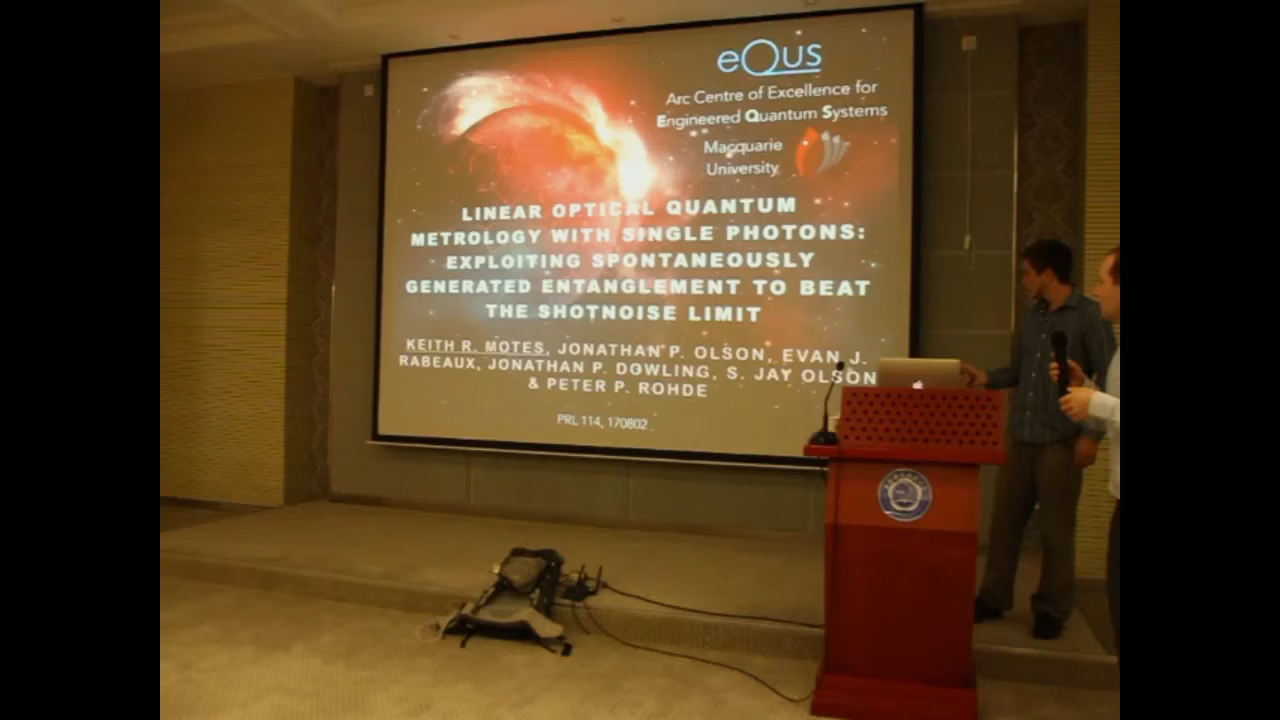 eQus
Arc Centre of Excellence for
Engineered Quantum Systems
Macquarie
University
LINEAR OPTICAL QUANTUM
METROLOGY WITH SINGLE PHOTONS:
EXPLOITING SPONTANEOUSLY
GENERATED ENTANGLEMENT TO BEAT
THE SHOTNOISE LIMIT
KEITH R. MOTES, JONATHAN P. OLSON, EVAN J.
RABEAUX, JONATHAN P. DOWLING, S. JAY OLSON
& PETER P. ROHDE
PRL 114, 170802